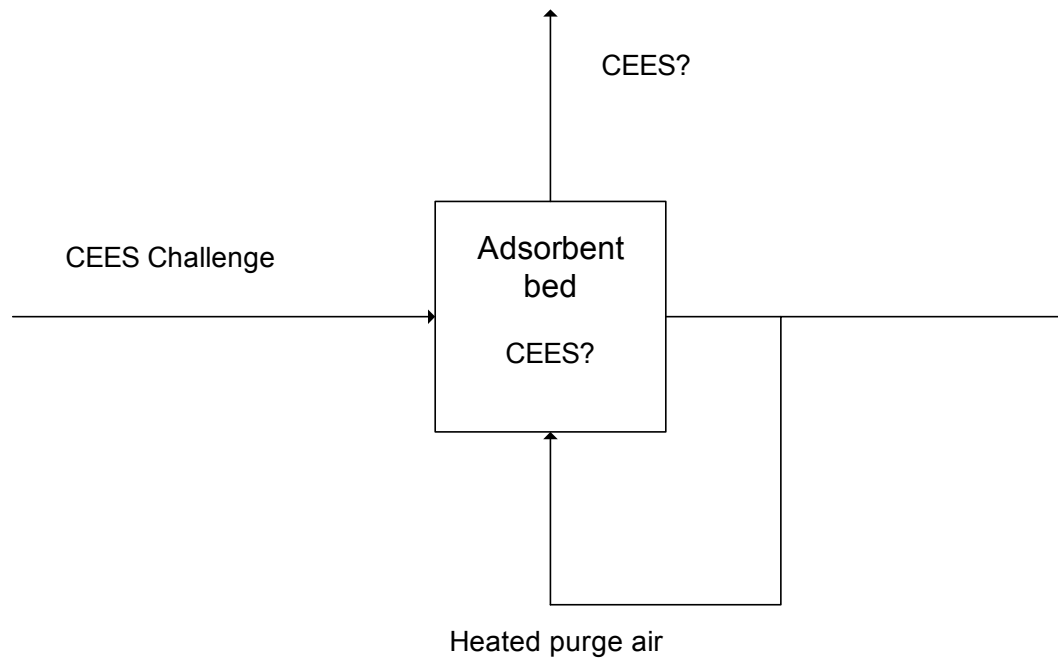 CEES?
CEES Challenge
Adsorbent
bed
CEES?
Heated purge air